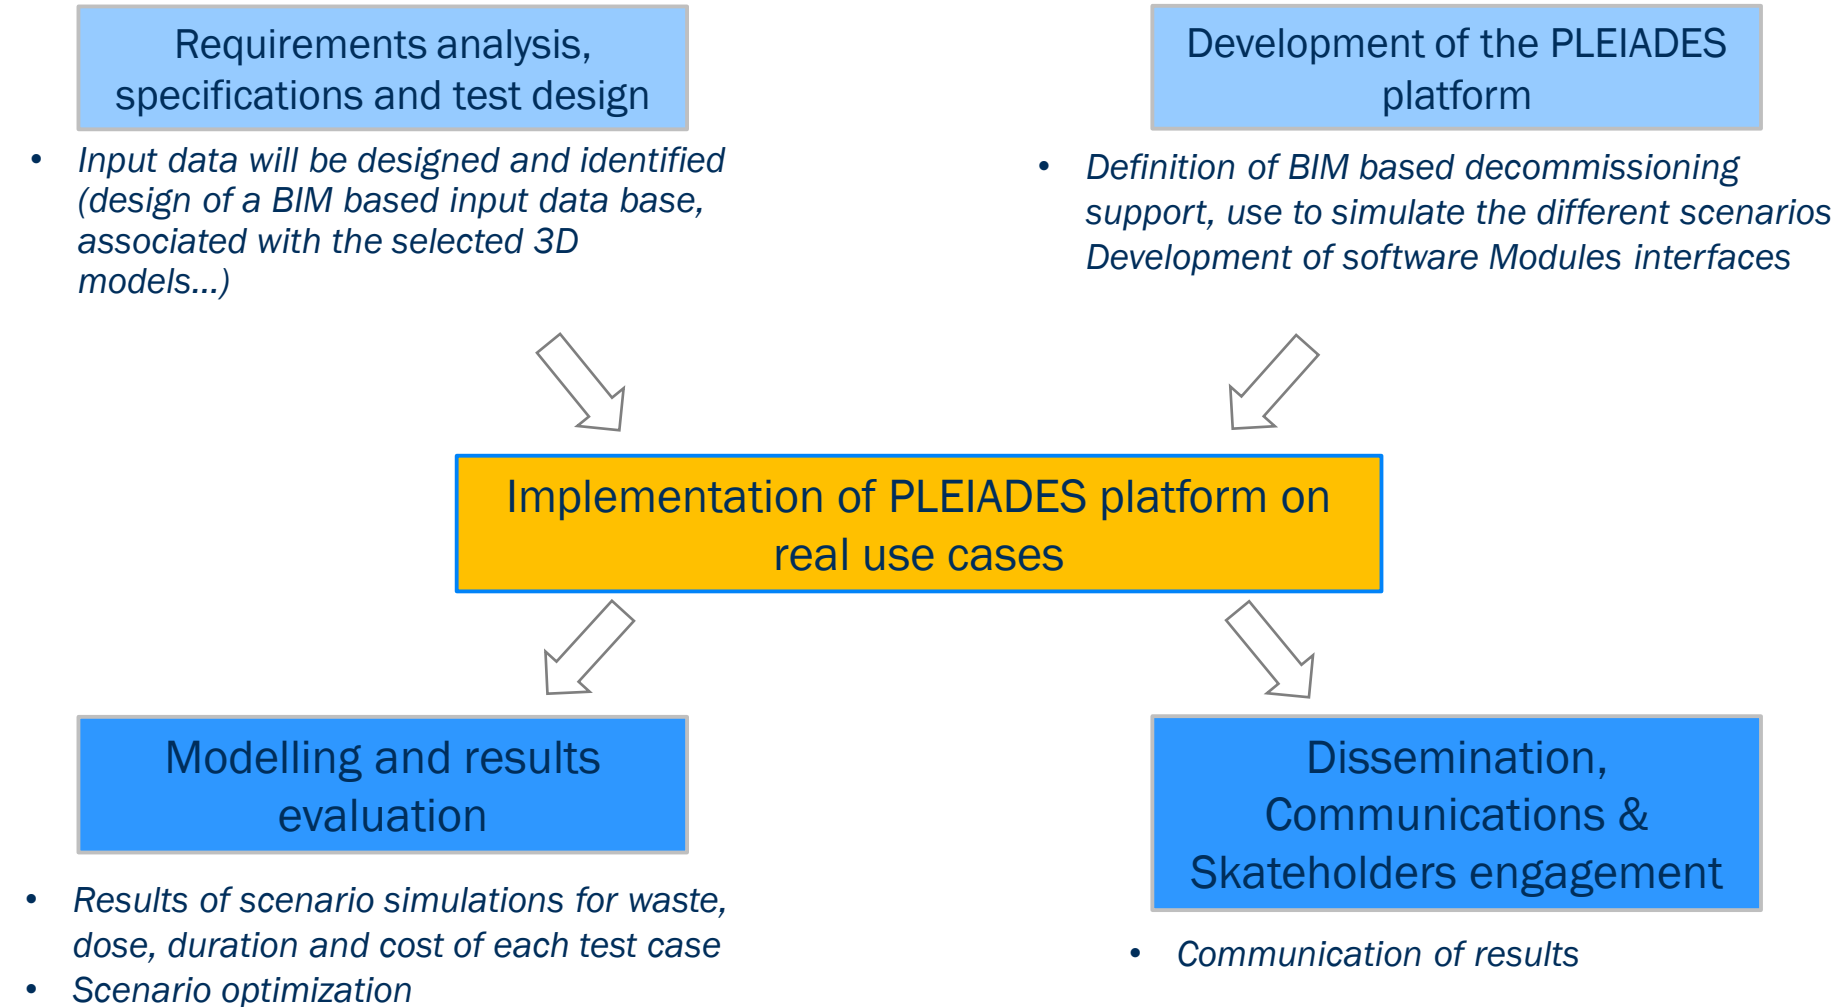 Requirements analysis,
specifications and test design
• Input data will be designed and identified
(design of a BIM based input data base,
associated with the selected 3D
models...)
Development of the PLEIADES
platform
• Definition of BIM based decommissioning
support, use to simulate the different scenarios
Development of software Modules interfaces
Implementation of PLEIADES platform on
real use cases
Modelling and results
evaluation
• Results of scenario simulations for waste,
dose, duration and cost of each test case
• Scenario optimization
Dissemination,
Communications &
Skateholders engagement
• Communication of results